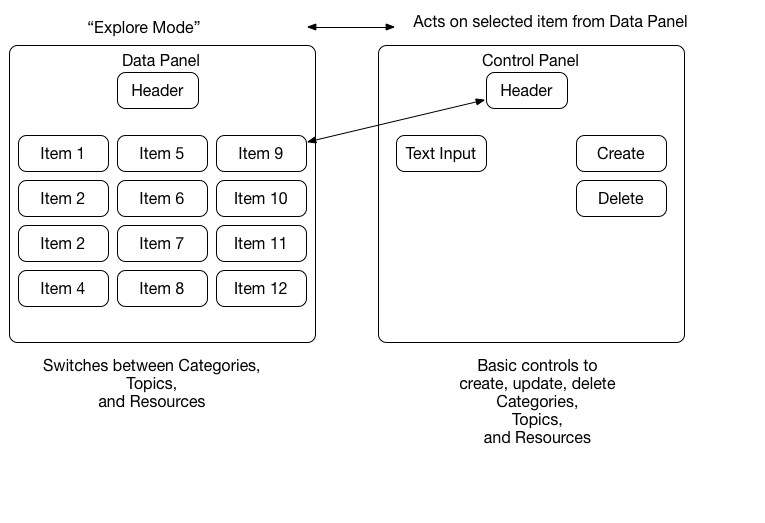 “Explore Mode”
Acts on selected item from Data Panel
Data Panel
Header
Item 1
Item 5
Item 9
Item 2
Item 6
Item 10
Item 2
Item 7
Item 11
Item 4
Item 8
Item 12
Switches between Categories,
Topics,
and Resources
Control Panel
Header
Text Input
Create
Delete
Basic controls to
create, update, delete
Categories,
Topics,
and Resources